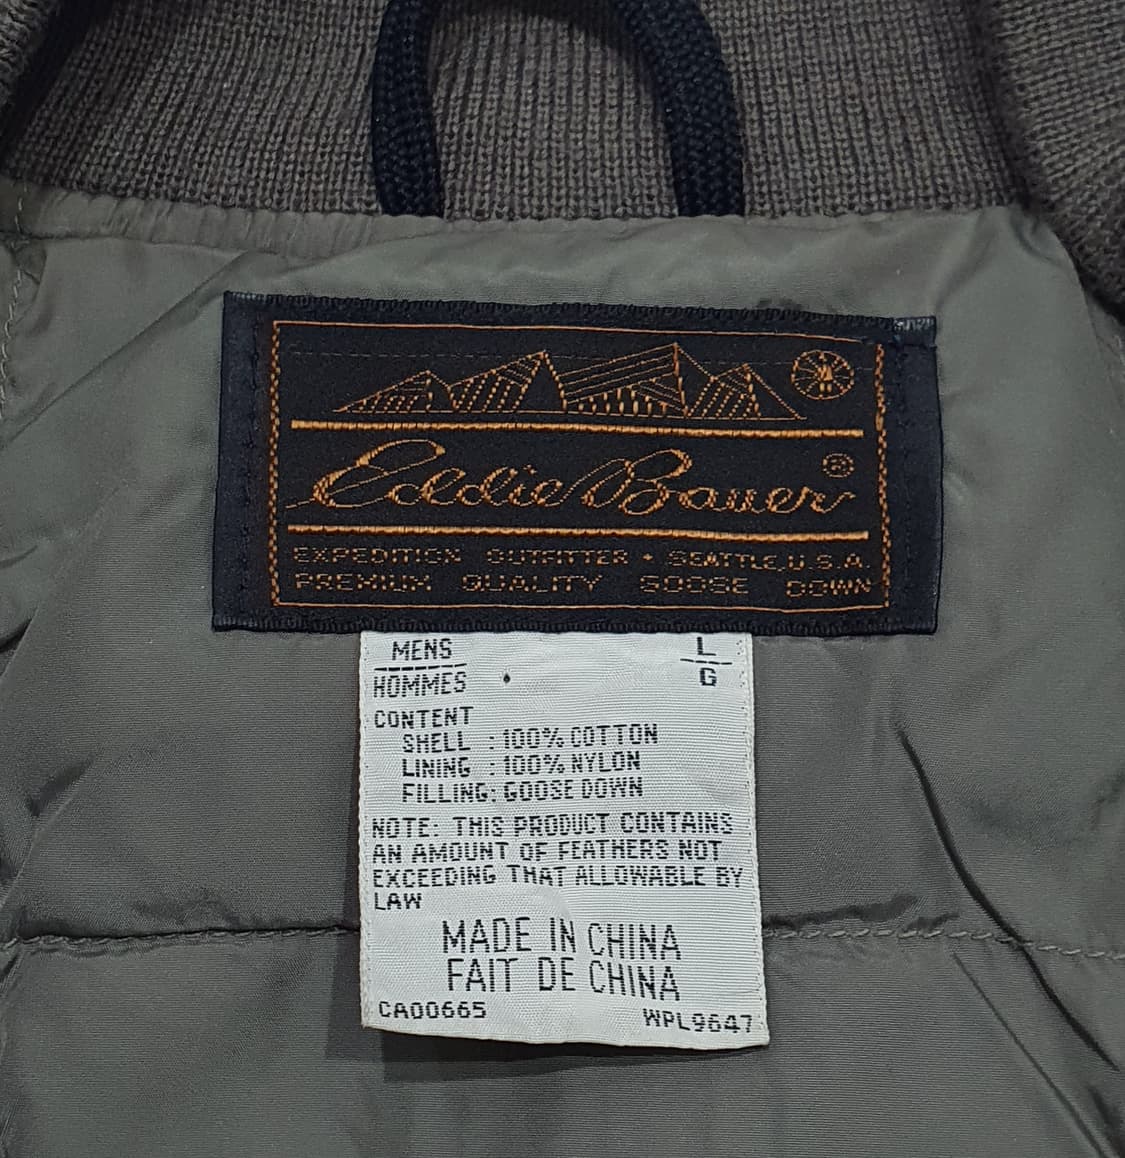 Eddie Bauer®
EXPEDITION OUTFITTER • SEATTLE, U.S.A.
PREMIUM QUALITY GOOSE DOWN
MENS L
HOMMES G
CONTENT
SHELL : 100% COTTON
LINING : 100% NYLON
FILLING: GOOSE DOWN
NOTE: THIS PRODUCT CONTAINS
AN AMOUNT OF FEATHERS NOT
EXCEEDING THAT ALLOWABLE BY
LAW
MADE IN CHINA
FAIT DE CHINA
CA00665 WPL9647